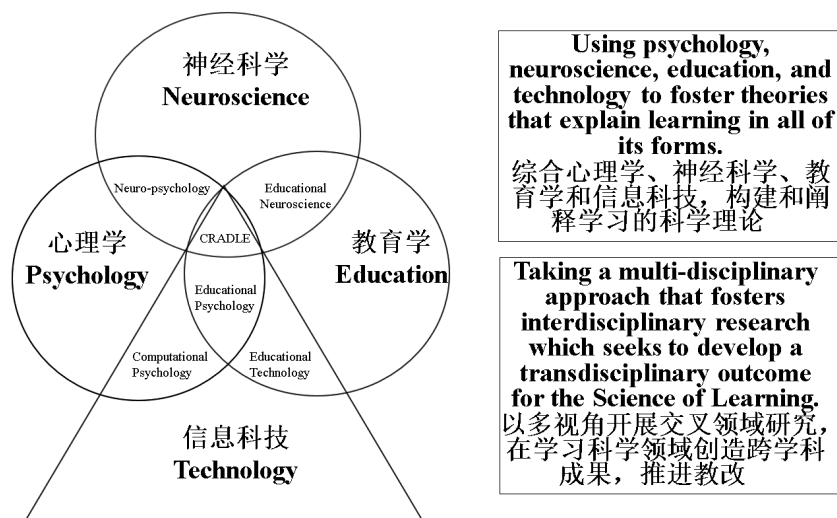 神经科学
Neuroscience
Neuro-psychology
Educational
Neuroscience
CRADLE
心理学
Psychology
教育学
Education
Educational
Psychology
Computational
Psychology
Educational
Technology
信息科技
Technology
Using psychology,
neuroscience, education, and
technology to foster theories
that explain learning in all of
its forms.
综合心理学、神经科学、教
育学和信息科技，构建和阐
释学习的科学理论
Taking a multi-disciplinary
approach that fosters
interdisciplinary research
which seeks to develop a
transdisciplinary outcome
for the Science of Learning.
以多视角开展交叉领域研究，
在学习科学领域创造跨学科
成果，推进教改